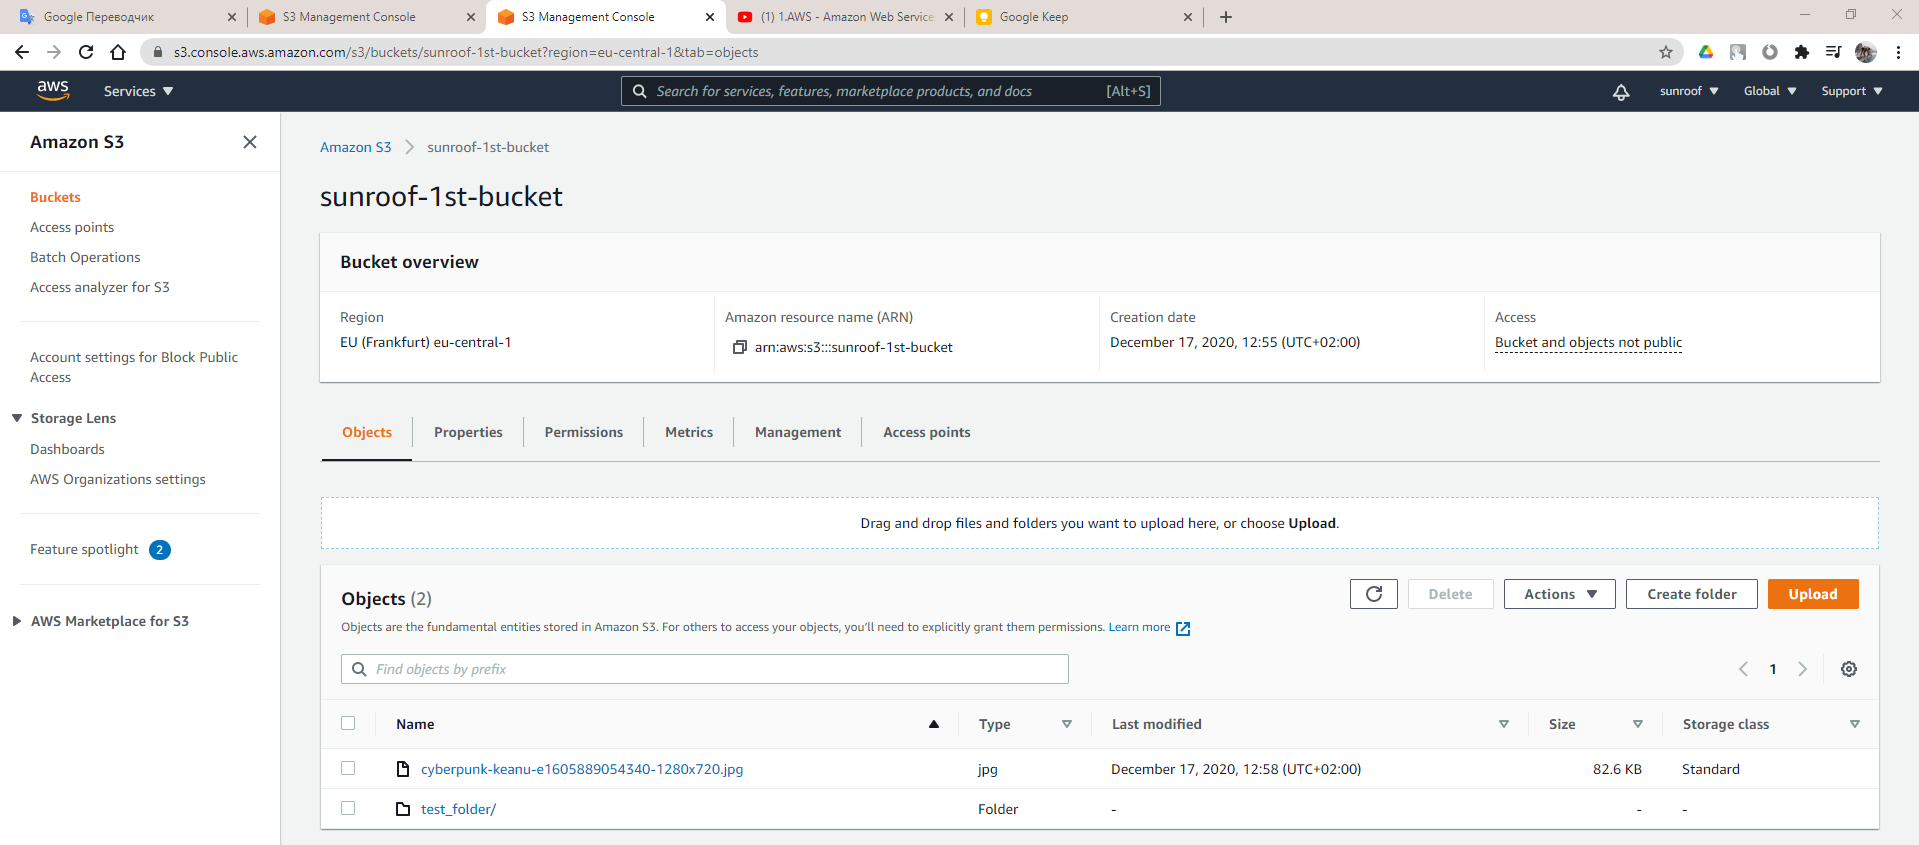 Google Переводчик
S3 Management Console
S3 Management Console
(1) 1.AWS - Amazon Web Service
Google Keep
s3.console.aws.amazon.com/s3/buckets/sunroof-1st-bucket?region=eu-central-1&tab=objects
aws
Services
Search for services, features, marketplace products, and docs [Alt+S]
sunroof
Global
Support
Amazon S3
Buckets
Access points
Batch Operations
Access analyzer for S3
Account settings for Block Public
Access
Storage Lens
Dashboards
AWS Organizations settings
Feature spotlight 2
AWS Marketplace for S3
Amazon S3 > sunroof-1st-bucket
sunroof-1st-bucket
Bucket overview
Region
EU (Frankfurt) eu-central-1
Amazon resource name (ARN)
arn:aws:s3:::sunroof-1st-bucket
Creation date
December 17, 2020, 12:55 (UTC+02:00)
Access
Bucket and objects not public
Objects
Properties
Permissions
Metrics
Management
Access points
Drag and drop files and folders you want to upload here, or choose Upload.
Objects (2)
Delete
Actions
Create folder
Upload
Objects are the fundamental entities stored in Amazon S3. For others to access your objects, you'll need to explicitly grant them permissions. Learn more
Find objects by prefix
1
Name Type Last modified Size Storage class
cyberpunk-keanu-e1605889054340-1280x720.jpg jpg December 17, 2020, 12:58 (UTC+02:00) 82.6 KB Standard
test_folder/ Folder - - -